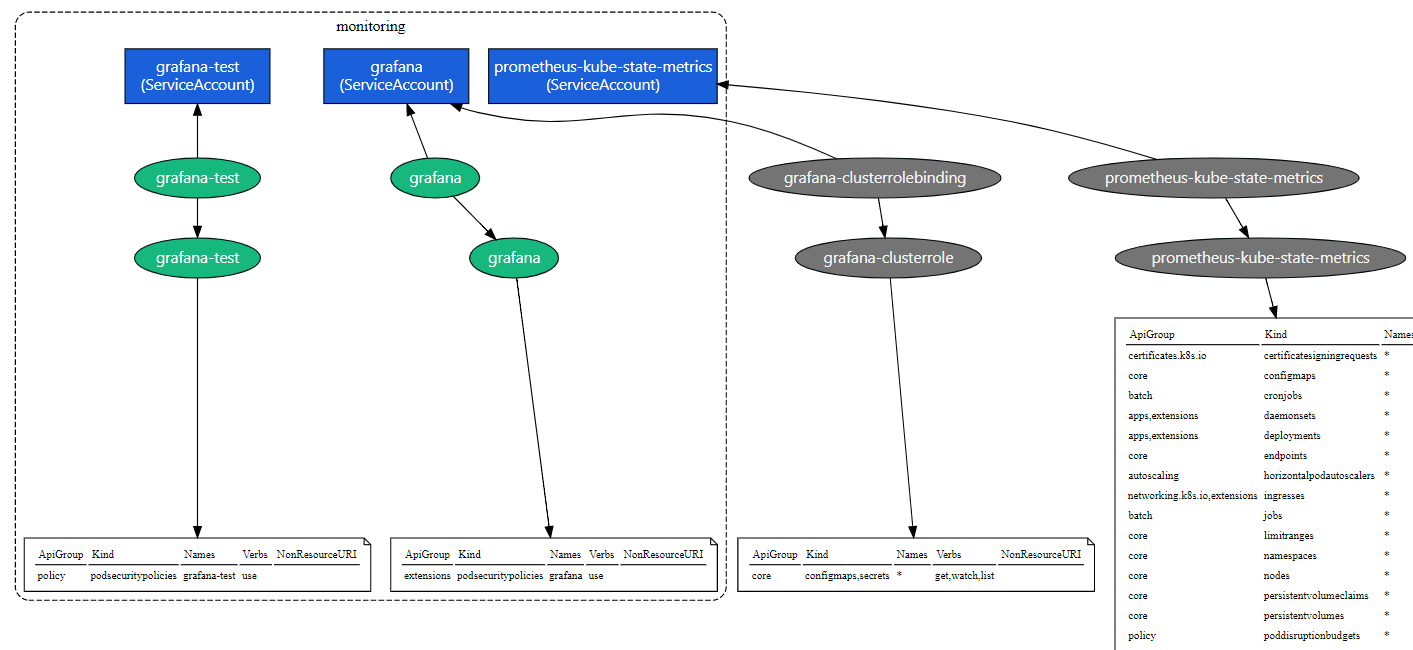 monitoring
grafana-test
(ServiceAccount)
grafana
(ServiceAccount)
prometheus-kube-state-metrics
(ServiceAccount)
grafana-test
grafana
grafana-clusterrolebinding
prometheus-kube-state-metrics
grafana-test
grafana
grafana-clusterrole
prometheus-kube-state-metrics
ApiGroup Kind Names
certificates.k8s.io certificatesigningrequests *
core configmaps *
batch cronjobs *
apps,extensions daemonsets *
apps,extensions deployments *
core endpoints *
autoscaling horizontalpodautoscalers *
networking.k8s.io,extensions ingresses *
batch jobs *
core limitranges *
core namespaces *
core nodes *
core persistentvolumeclaims *
core persistentvolumes *
policy poddisruptionbudgets *
ApiGroup Kind Names Verbs NonResourceURI
policy podsecuritypolicies grafana-test use
ApiGroup Kind Names Verbs NonResourceURI
extensions podsecuritypolicies grafana use
ApiGroup Kind Names Verbs NonResourceURI
core configmaps,secrets * get,watch,list